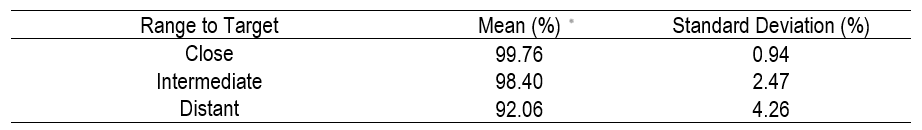 Range to Target Mean (%) * Standard Deviation (%)
Close 99.76 0.94
Intermediate 98.40 2.47
Distant 92.06 4.26